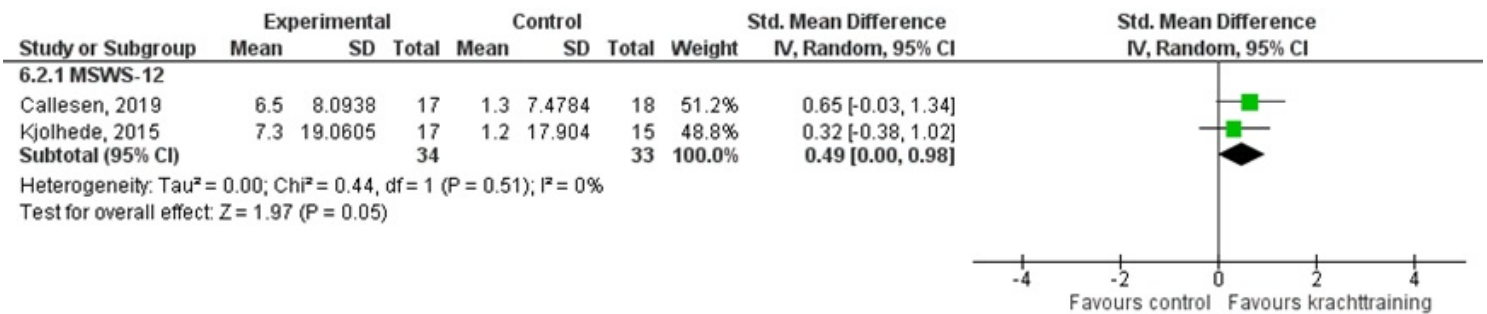 Experimental Control Std. Mean Difference Std. Mean Difference
Study or Subgroup Mean SD Total Mean SD Total Weight IV, Random, 95% CI IV, Random, 95% CI
6.2.1 MSWS-12
Callesen, 2019 6.5 8.0938 17 1.3 7.4784 18 51.2% 0.65 [-0.03, 1.34]
Kjolhede, 2015 7.3 19.0605 17 1.2 17.904 15 48.8% 0.32 [-0.38, 1.02]
Subtotal (95% CI) 34 33 100.0% 0.49 [0.00, 0.98]
Heterogeneity: Tau² = 0.00; Chi² = 0.44, df = 1 (P = 0.51); I² = 0%
Test for overall effect: Z = 1.97 (P = 0.05)
-4 -2 0 2 4
Favours control Favours krachttraining